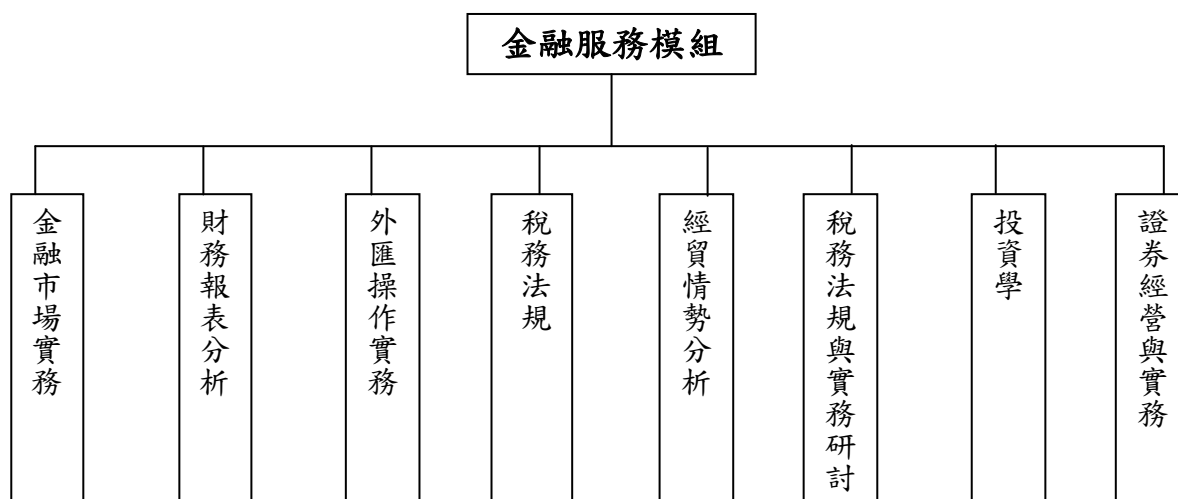 金融服務模組
金融市場實務
財務報表分析
外匯操作實務
稅務法規
經貿情勢分析
稅務法規與實務研討
投資學
證券經營與實務